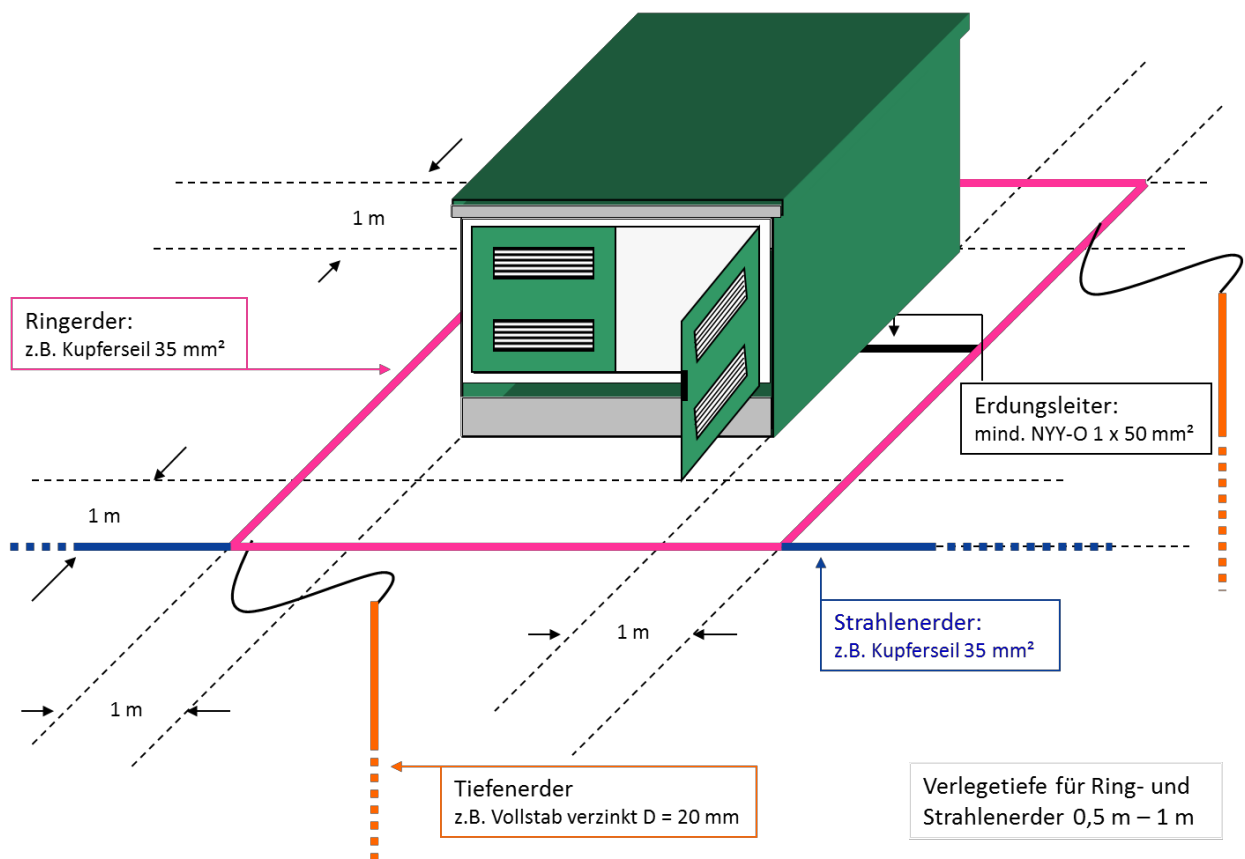 1 m
Ringerder:
z.B. Kupferseil 35 mm²
Erdungsleiter:
mind. NYY-O 1 x 50 mm²
1 m
Strahlenerder:
z.B. Kupferseil 35 mm²
1 m
1 m
Tiefenerder
z.B. Vollstab verzinkt D = 20 mm
Verlegetiefe für Ring- und
Strahlenerder 0,5 m – 1 m